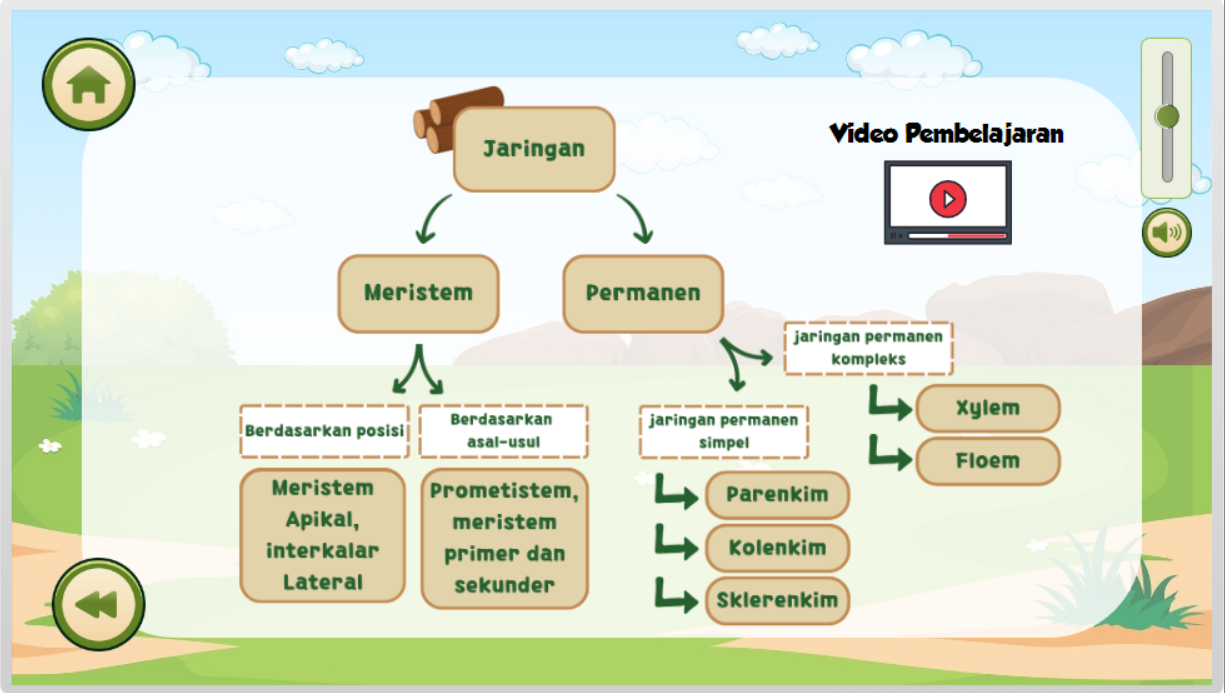 Jaringan
Video Pembelajaran
Meristem
Permanen
jaringan permanen
kompleks
Xylem
Floem
Berdasarkan posisi
Berdasarkan
asal-usul
jaringan permanen
simpel
Meristem
Apikal,
interkalar
Lateral
Prometistem,
meristem
primer dan
sekunder
Parenkim
Kolenkim
Sklerenkim